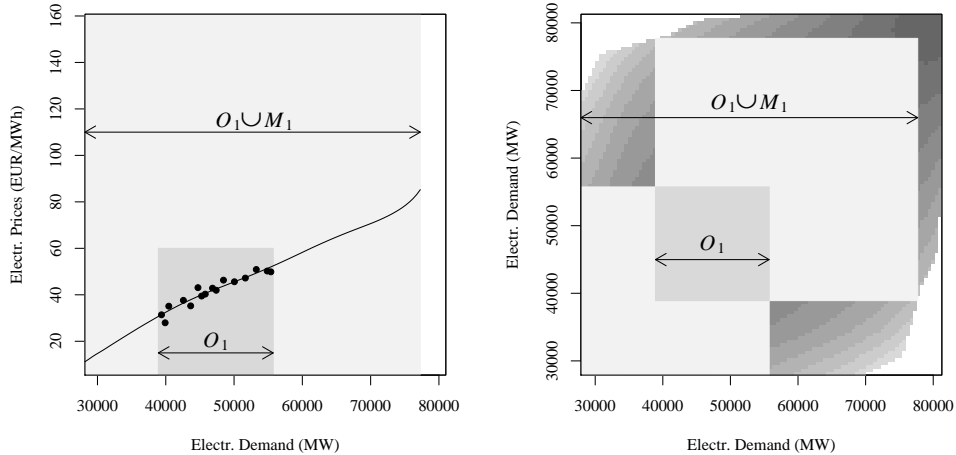 Electr. Prices (EUR/MWh)
160
140
120
100
80
60
40
20
O₁∪M₁
O₁
30000 40000 50000 60000 70000 80000
Electr. Demand (MW)
Electr. Demand (MW)
80000
70000
60000
50000
40000
30000
O₁∪M₁
O₁
30000 40000 50000 60000 70000 80000
Electr. Demand (MW)